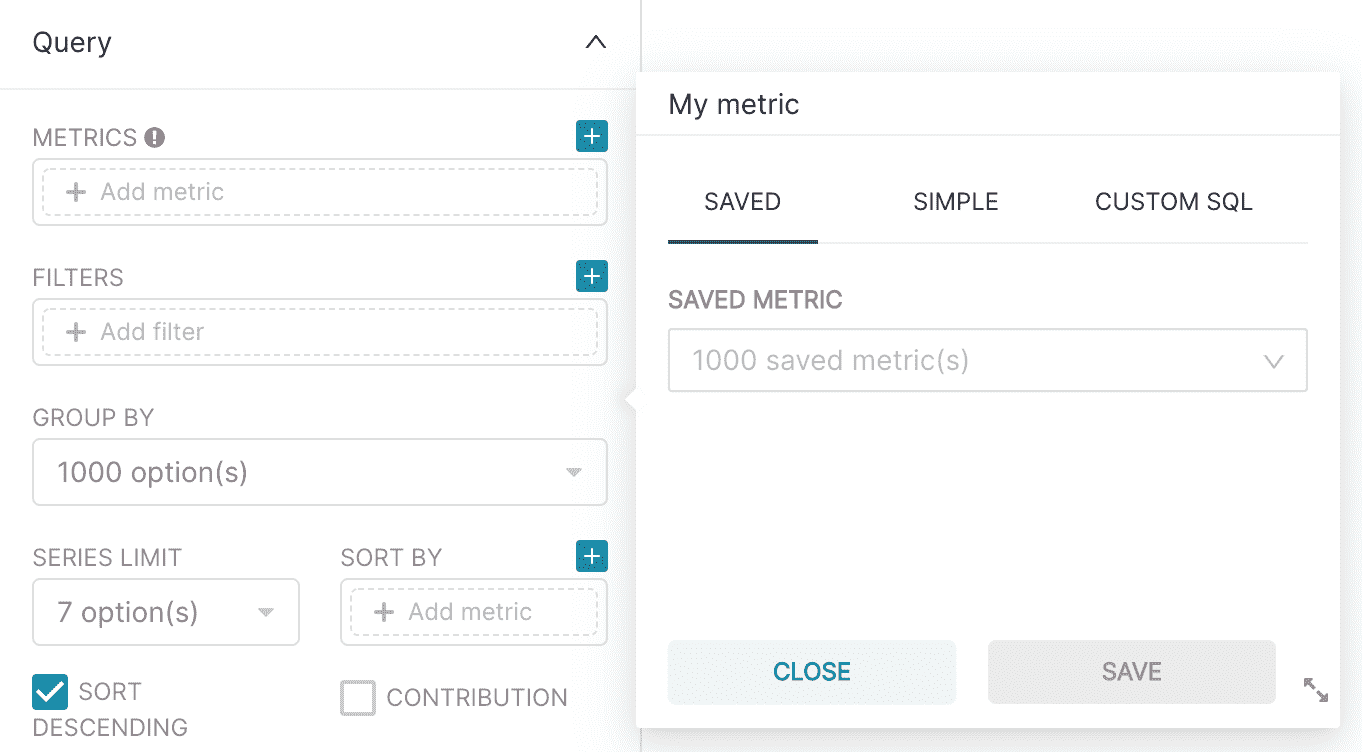 Query
METRICS
Add metric
FILTERS
Add filter
GROUP BY
1000 option(s)
SERIES LIMIT
7 option(s)
SORT BY
Add metric
SORT
DESCENDING
CONTRIBUTION
My metric
SAVED SIMPLE CUSTOM SQL
SAVED METRIC
1000 saved metric(s)
CLOSE SAVE